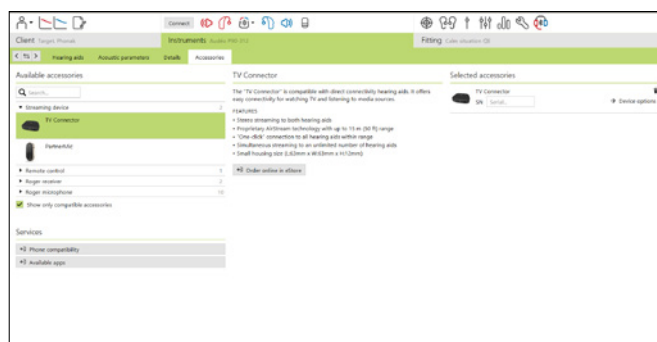 Connect
Client Target: Phonak
Instruments Audéo
Fitting
Hearing aids Acoustic parameters Details Accessories
Available accessories
Search...
Streaming device
TV Connector
PartnerMic
Remote control
Roger receiver
Roger microphone 10
Show only compatible accessories
Services
Phone compatibility
Available apps
TV Connector
The "TV Connector" is compatible with direct connectivity hearing aids. It offers
easy connectivity for watching TV and listening to media sources.
FEATURES
• Stereo streaming to both hearing aids
• Proprietary AirStream technology with up to 15 m (50 ft) range
• "One click" connection to all hearing aids within range
• Simultaneous streaming to an unlimited number of hearing aids
• Small housing size (L:62mm x W:63mm x H:12mm)
Order online in eStore
Selected accessories
TV Connector
SN Serial...
Device options